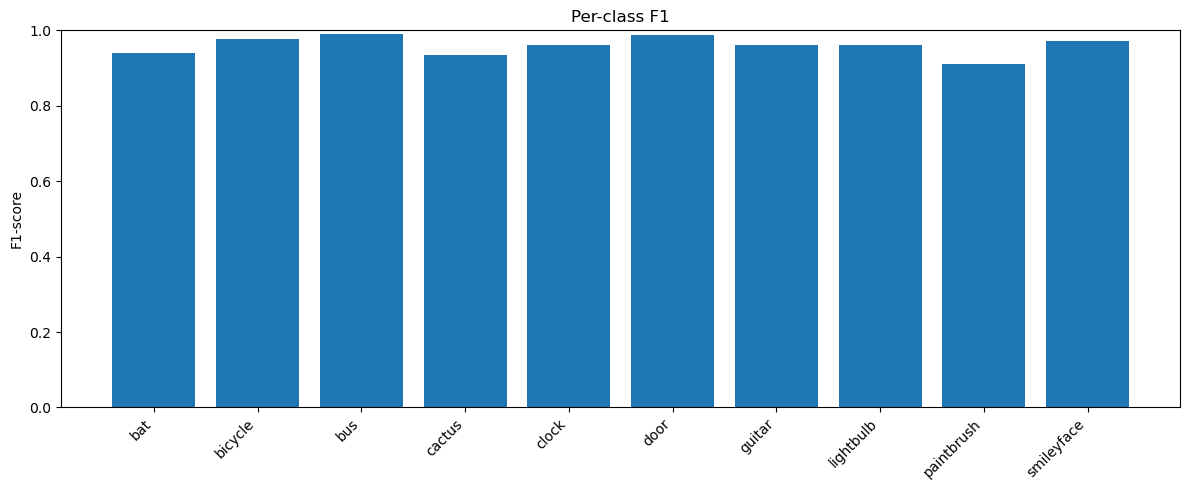 Per-class F1
F1-score
1.0
0.8
0.6
0.4
0.2
0.0
bat
bicycle
bus
cactus
clock
door
guitar
lightbulb
paintbrush
smileyface